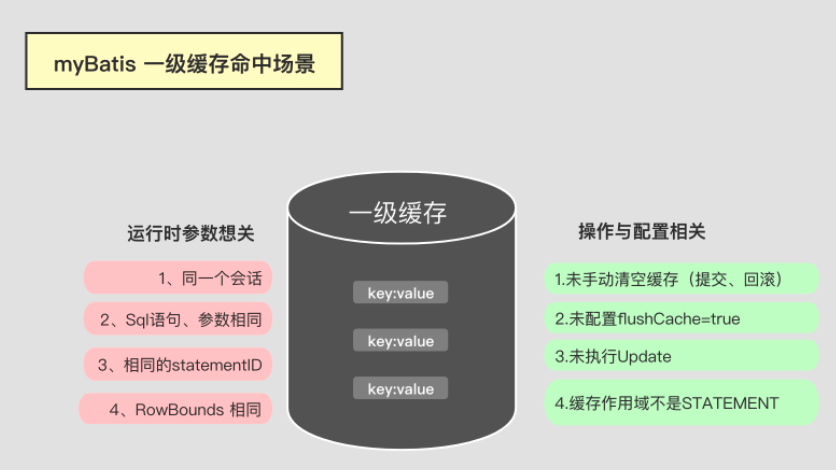 myBatis 一级缓存命中场景
一级缓存
运行时参数想关
1、同一个会话
2、Sql语句、参数相同
3、相同的statementID
4、RowBounds 相同
key:value
key:value
key:value
操作与配置相关
1.未手动清空缓存（提交、回滚）
2.未配置flushCache=true
3.未执行Update
4.缓存作用域不是STATEMENT